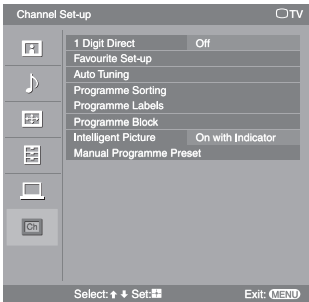 Channel Set-up TV
1 Digit Direct Off
Favourite Set-up
Auto Tuning
Programme Sorting
Programme Labels
Programme Block
Intelligent Picture On with Indicator
Manual Programme Preset
Ch
Select: Set: Exit: MENU